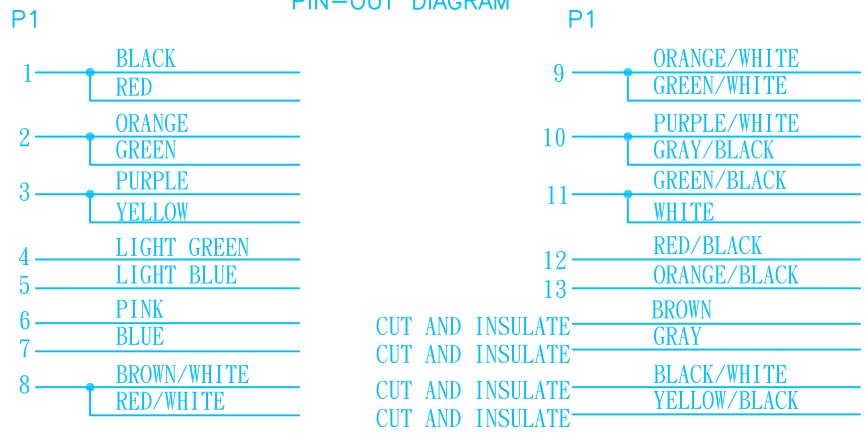 PIN-OUT DIAGRAM
P1
1 BLACK
RED
2 ORANGE
GREEN
3 PURPLE
YELLOW
4 LIGHT GREEN
5 LIGHT BLUE
6 PINK
7 BLUE
8 BROWN/WHITE
RED/WHITE
P1
9 ORANGE/WHITE
GREEN/WHITE
10 PURPLE/WHITE
GRAY/BLACK
11 GREEN/BLACK
WHITE
12 RED/BLACK
13 ORANGE/BLACK
CUT AND INSULATE BROWN
CUT AND INSULATE GRAY
CUT AND INSULATE BLACK/WHITE
CUT AND INSULATE YELLOW/BLACK